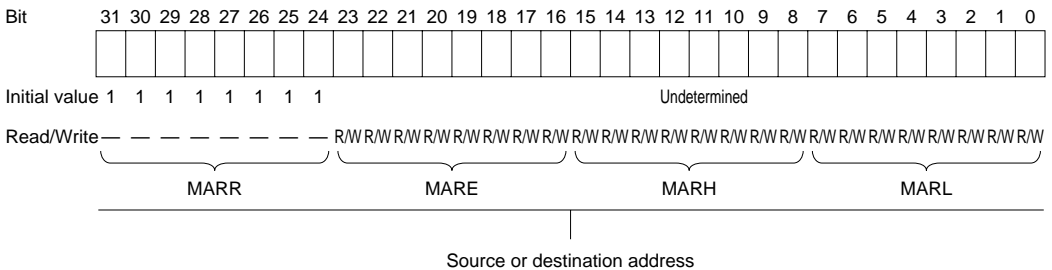 Bit 31 30 29 28 27 26 25 24 23 22 21 20 19 18 17 16 15 14 13 12 11 10 9 8 7 6 5 4 3 2 1 0
Initial value 1 1 1 1 1 1 1 1 Undetermined
Read/Write — — — — — — — — R/W R/W R/W R/W R/W R/W R/W R/W R/W R/W R/W R/W R/W R/W R/W R/W R/W R/W R/W R/W R/W R/W R/W R/W
MARR MARE MARH MARL
Source or destination address